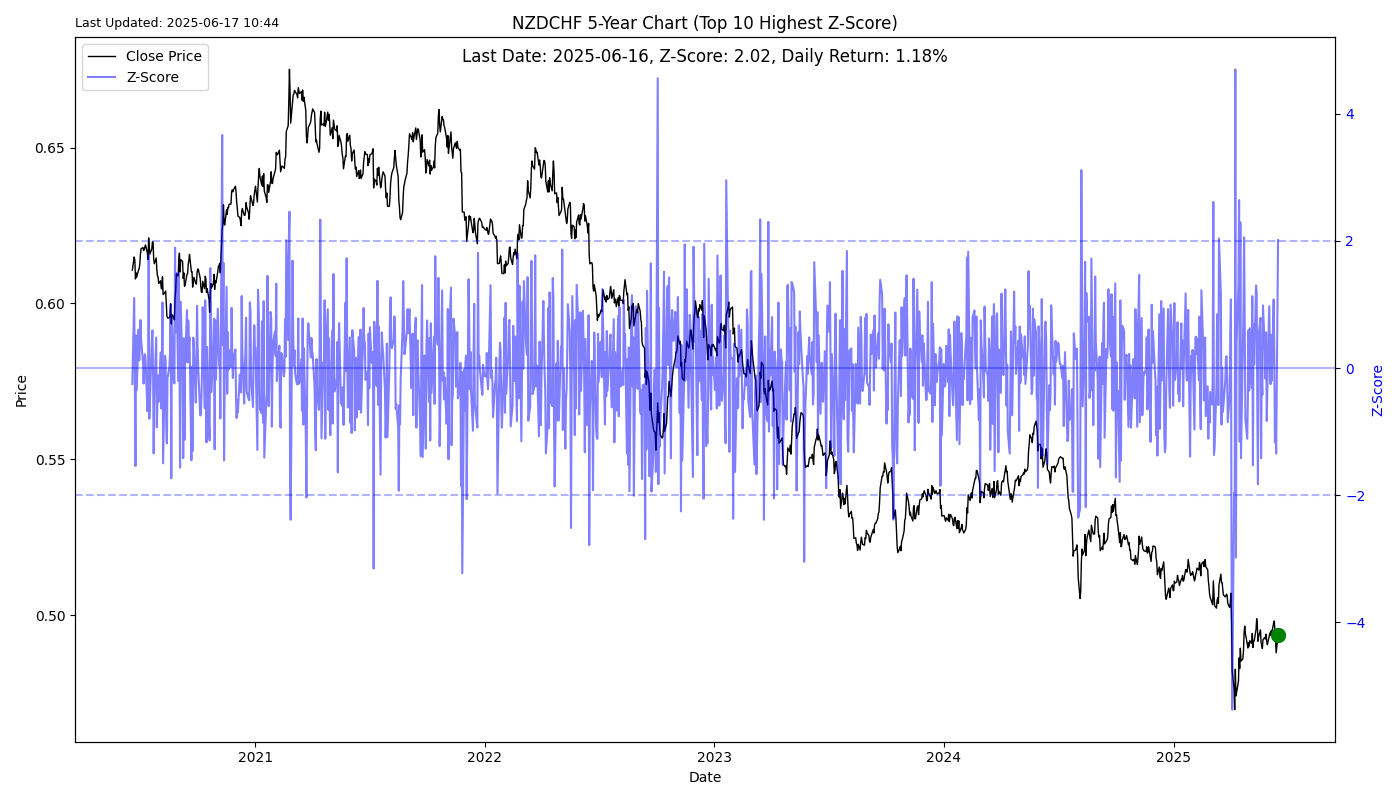 Last Updated: 2025-06-17 10:44
NZDCHF 5-Year Chart (Top 10 Highest Z-Score)
Last Date: 2025-06-16, Z-Score: 2.02, Daily Return: 1.18%
Close Price
Z-Score
Price
0.65
0.60
0.55
0.50
4
2
0
−2
−4
Z-Score
2021
2022
2023
2024
2025
Date